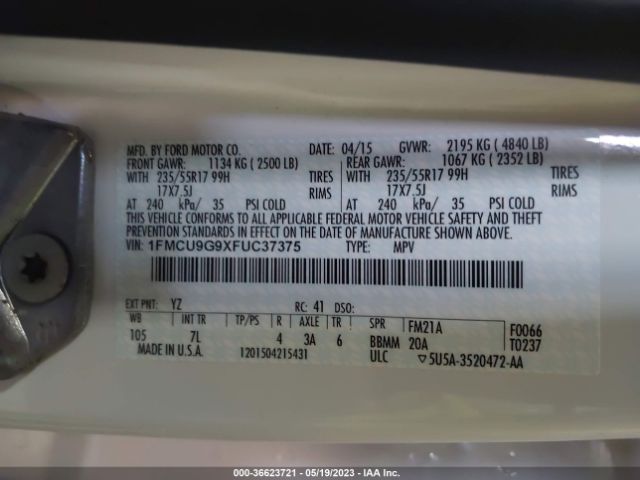 MFD. BY FORD MOTOR CO. DATE: 04/15 GVWR: 2195 KG ( 4840 LB)
FRONT GAWR: 1134 KG ( 2500 LB) REAR GAWR: 1067 KG ( 2352 LB)
WITH 235/55R17 99H TIRES WITH 235/55R17 99H TIRES
17X7.5J RIMS 17X7.5J RIMS
AT 240 kPa/ 35 PSI COLD AT 240 kPa/ 35 PSI COLD
THIS VEHICLE CONFORMS TO ALL APPLICABLE FEDERAL MOTOR VEHICLE SAFETY AND THEFT
PREVENTION STANDARDS IN EFFECT ON THE DATE OF MANUFACTURE SHOWN ABOVE.
VIN: 1FMCU9G9XFUC37375 TYPE: MPV
EXT PNT: YZ RC: 41 DSO:
WB INT TR TP/PS R AXLE TR SPR FM21A F0066
105 7L 4 3A 6 BBMM 20A T0237
MADE IN U.S.A. 1201504215431 ULC ▽5U5A-3520472-AA
000-36623721 - 05/19/2023 - IAA Inc.